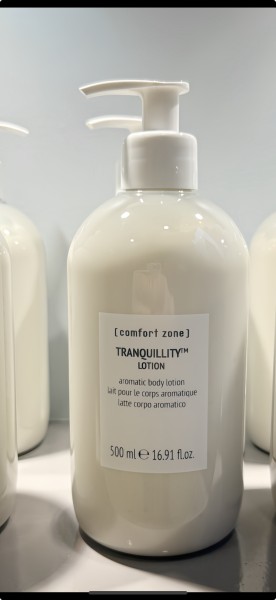 [comfort zone]
TRANQUILLITY™
LOTION
aromatic body lotion
lait pour le corps aromatique
latte corpo aromatico
500 ml ℮ 16.91 fl.oz.